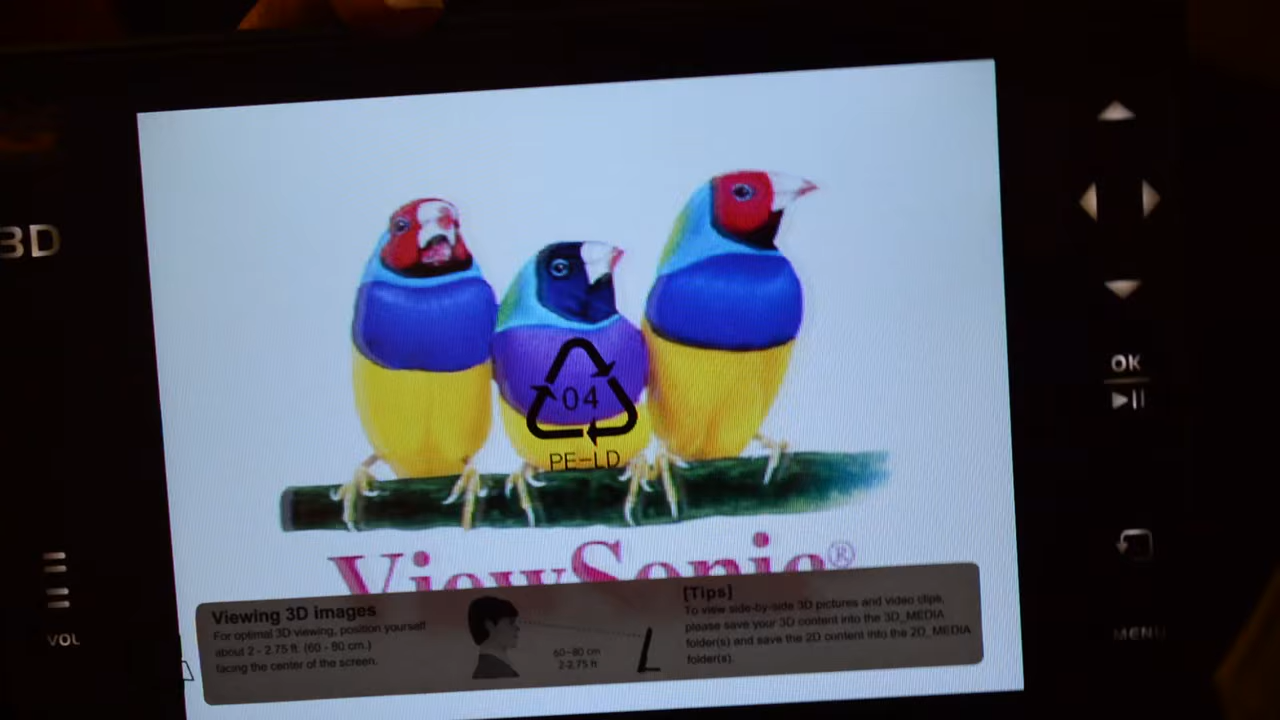 3D
OK
04
PE-LD
ViewSonic®
VOL
MENU
Viewing 3D images
For optimal 3D viewing, position yourself
about 2 - 2.75 ft. (60 - 80 cm.)
facing the center of the screen.
60~80 cm
2-2.75 ft
[Tips]
To view side-by-side 3D pictures and video clips,
please save your 3D content into the 3D_MEDIA
folder(s) and save the 2D content into the 2D_MEDIA
folder(s).